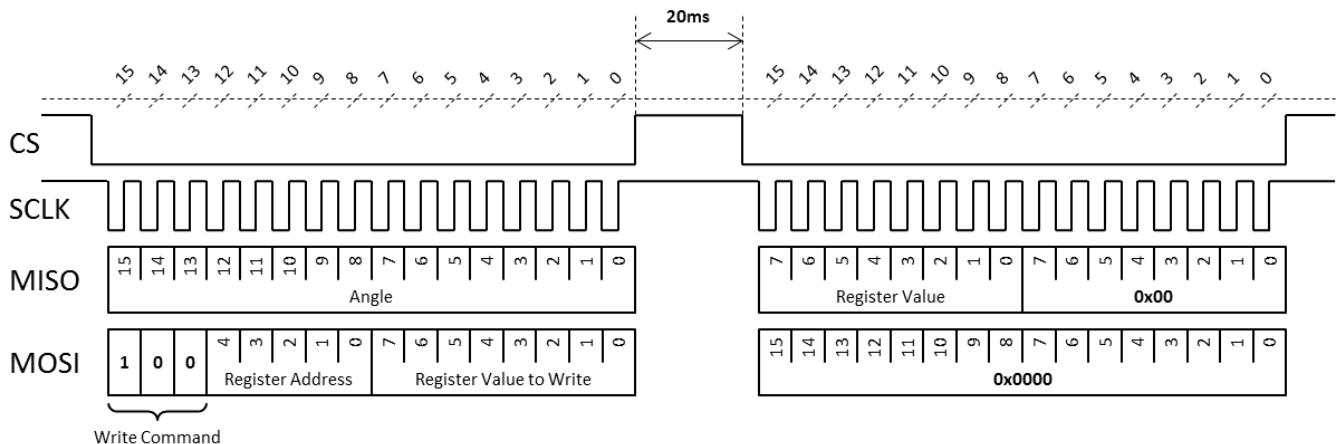 20ms
15 14 13 12 11 10 9 8 7 6 5 4 3 2 1 0 15 14 13 12 11 10 9 8 7 6 5 4 3 2 1 0
CS
SCLK
MISO 15 14 13 12 11 10 9 8 7 6 5 4 3 2 1 0 7 6 5 4 3 2 1 0 7 6 5 4 3 2 1 0
Angle Register Value 0x00
MOSI 1 0 0 4 3 2 1 0 7 6 5 4 3 2 1 0 15 14 13 12 11 10 9 8 7 6 5 4 3 2 1 0
Register Address Register Value to Write 0x0000
Write Command